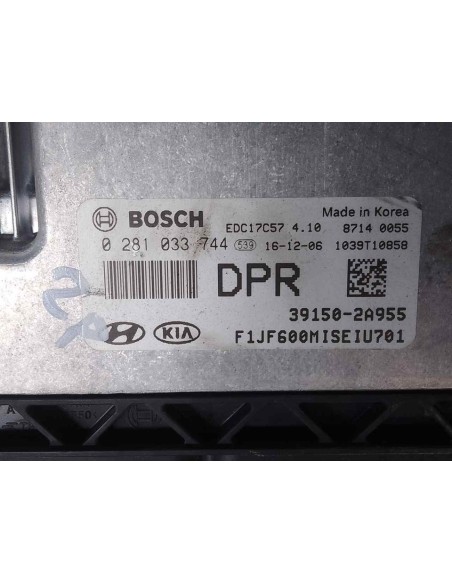 BOSCH
EDC17C57 4.10
Made in Korea
8714 0055
0 281 033 744 539 16-12-06 1039T10858
DPR
39150-2A955
KIA
F1JF600MISEIU701
A